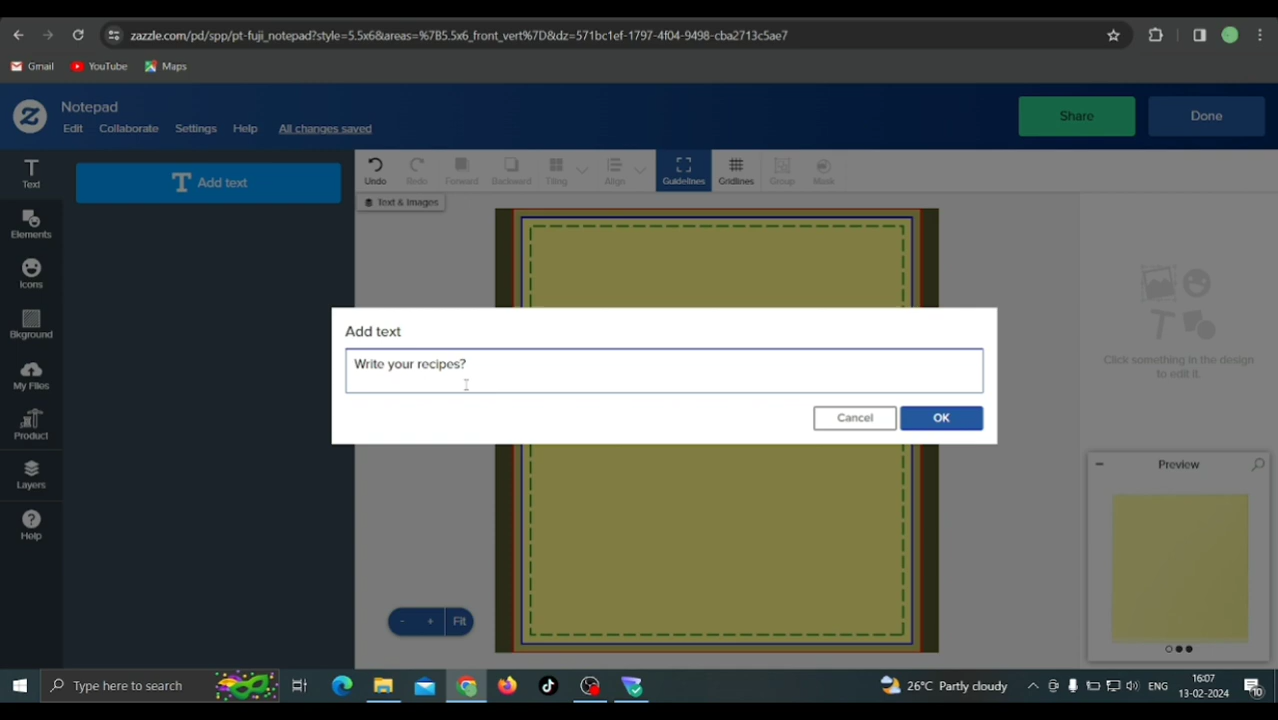 zazzle.com/pd/spp/pt-fuji_notepad?style=5.5x6&areas=%7B5.5x6_front_vert%7D&dz=571bc1ef-1797-4f04-9498-cba2713c5ae7
Gmail YouTube Maps
Notepad
Edit Collaborate Settings Help All changes saved
Share Done
Text
Elements
Icons
Bkground
My Files
Product
Layers
Help
Add text
Undo Redo Forward Backward Tiling Align Guidelines Gridlines Group Mask
Text & Images
Add text
Write your recipes?
Cancel OK
Click something in the design
to edit it.
Preview
- + Fit
Type here to search
26°C Partly cloudy
ENG
16:07
13-02-2024
10